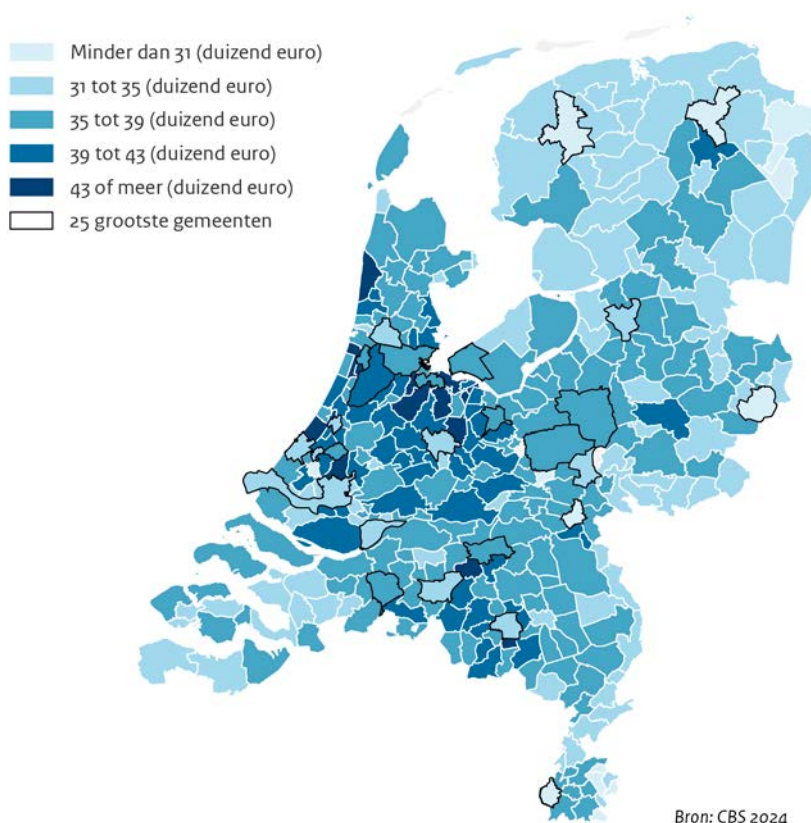 Minder dan 31 (duizend euro)
31 tot 35 (duizend euro)
35 tot 39 (duizend euro)
39 tot 43 (duizend euro)
43 of meer (duizend euro)
25 grootste gemeenten
Bron: CBS 2024